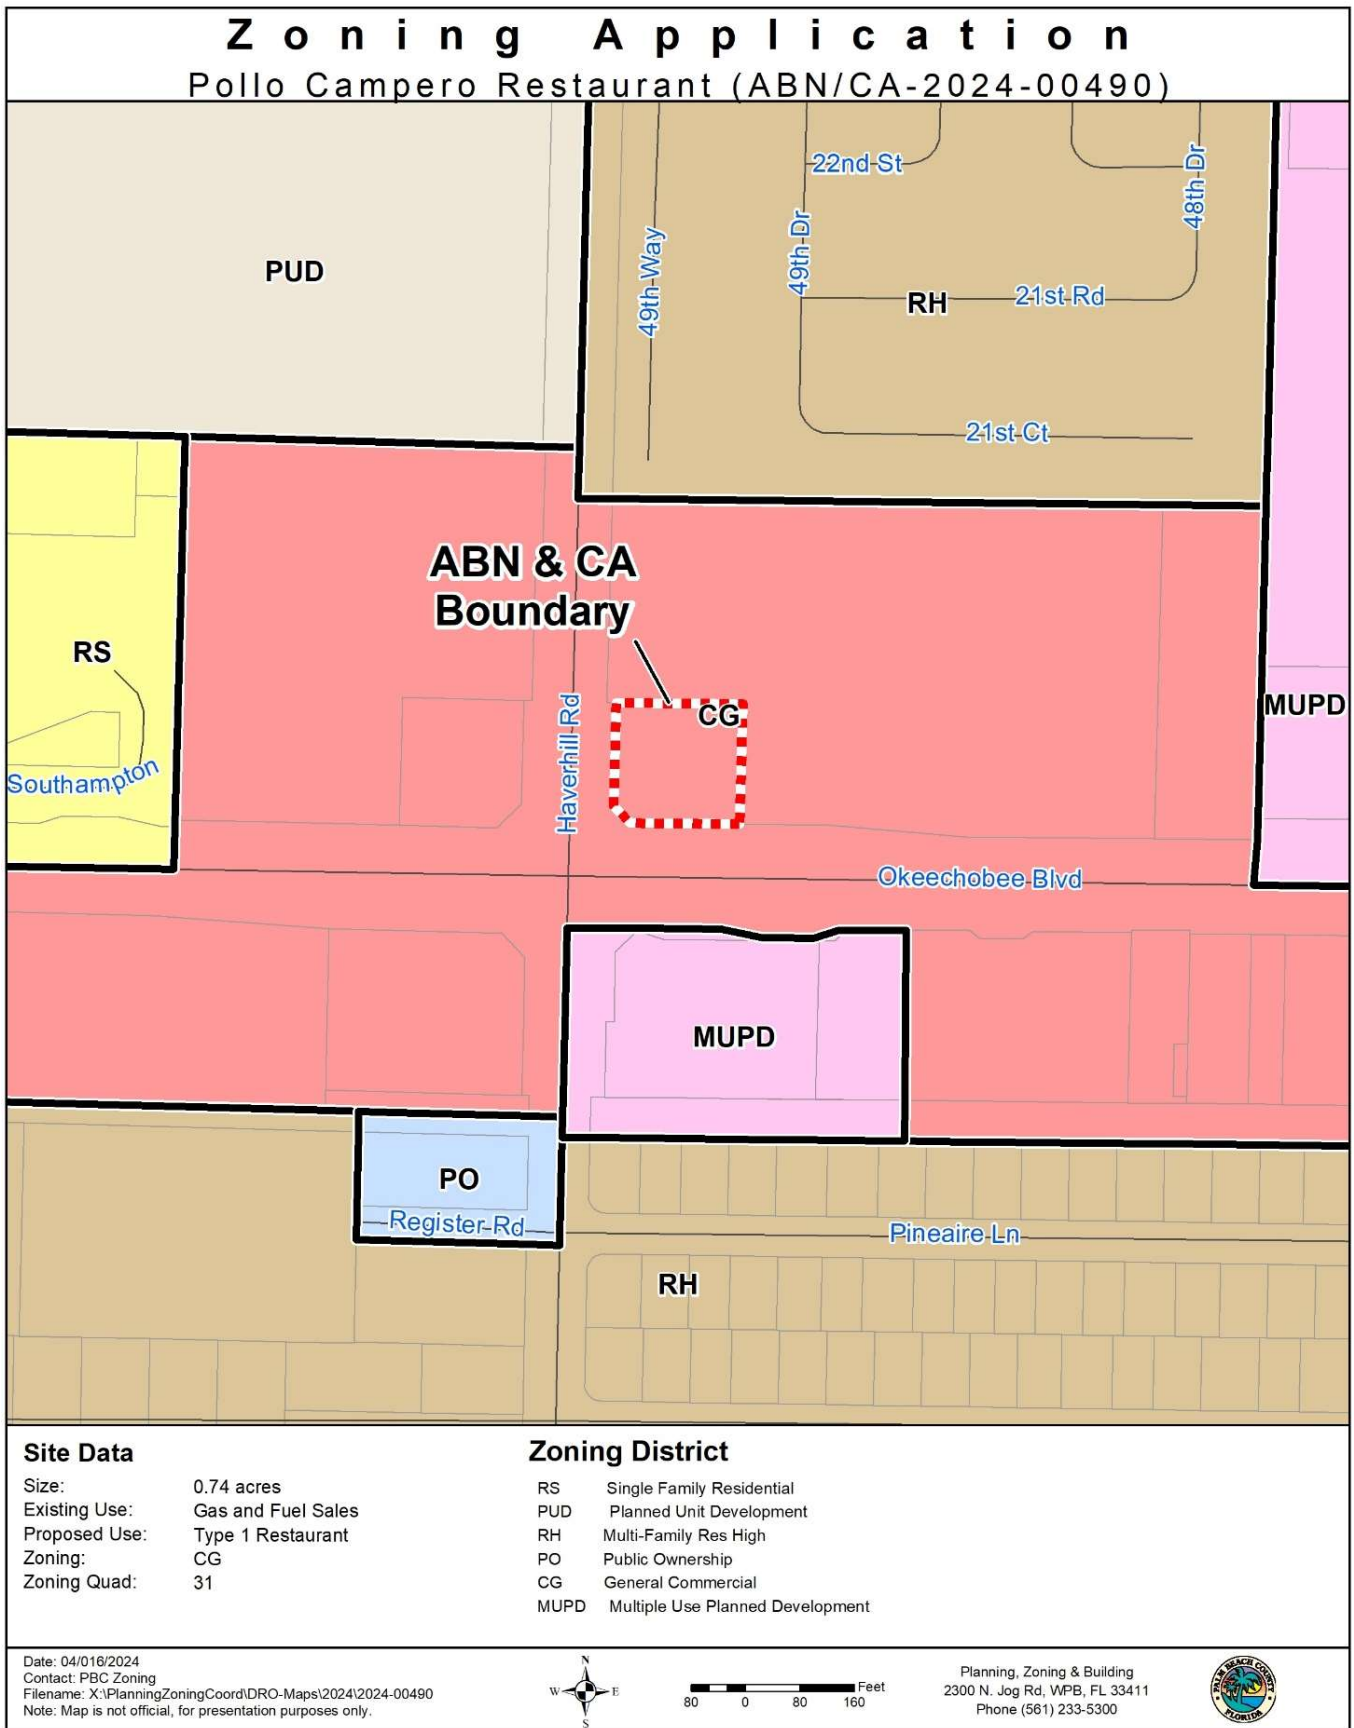 Zoning Application
Pollo Campero Restaurant (ABN/CA-2024-00490)
22nd St
48th Dr
49th Dr
49th Way
PUD
RH
21st Rd
21st Ct
ABN & CA
Boundary
RS
CG
MUPD
Haverhill Rd
Southampton
Okeechobee Blvd
MUPD
PO
Register Rd
Pineaire Ln
RH
Site Data
Size: 0.74 acres
Existing Use: Gas and Fuel Sales
Proposed Use: Type 1 Restaurant
Zoning: CG
Zoning Quad: 31
Zoning District
RS Single Family Residential
PUD Planned Unit Development
RH Multi-Family Res High
PO Public Ownership
CG General Commercial
MUPD Multiple Use Planned Development
Date: 04/016/2024
Contact: PBC Zoning
Filename: X:\PlanningZoningCoord\DRO-Maps\2024\2024-00490
Note: Map is not official, for presentation purposes only.
N
W E
S
Feet
80 0 80 160
Planning, Zoning & Building
2300 N. Jog Rd, WPB, FL 33411
Phone (561) 233-5300
PALM BEACH COUNTY
FLORIDA